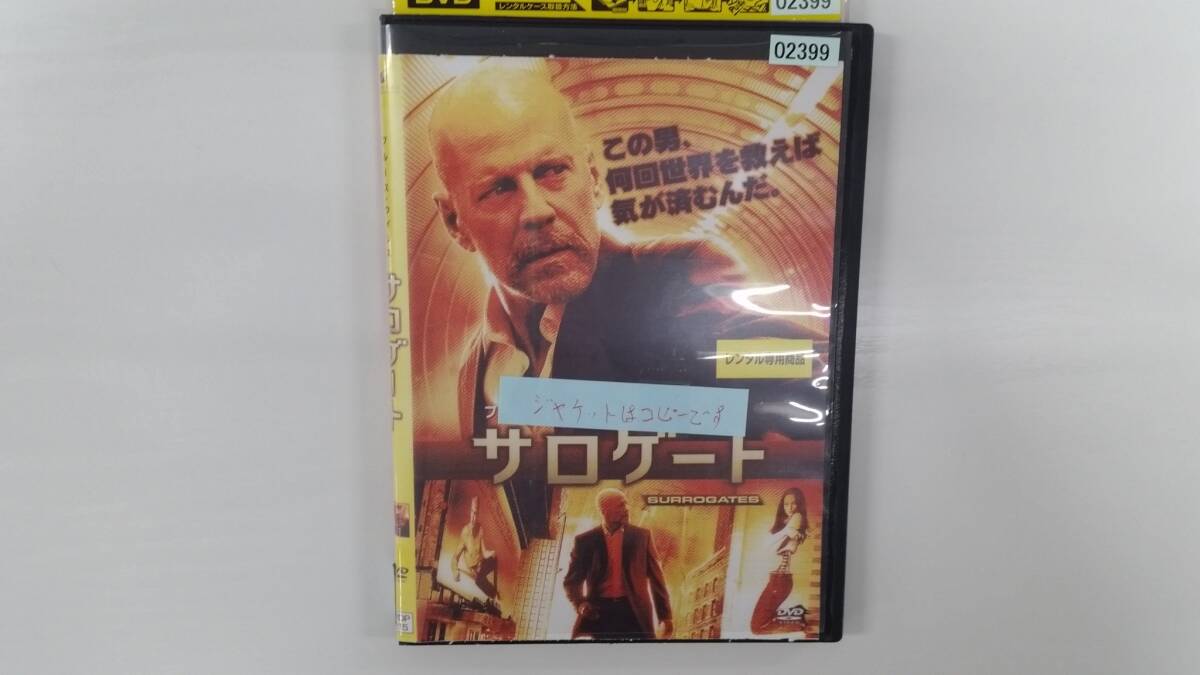 DVD
レンタルケース取扱方法
02399
02399
この男、
何回世界を救えば
気が済むんだ。
レンタル専用商品
ブ
ジャケットはコピーです
サロゲート
SURROGATES
DVD
サロゲート